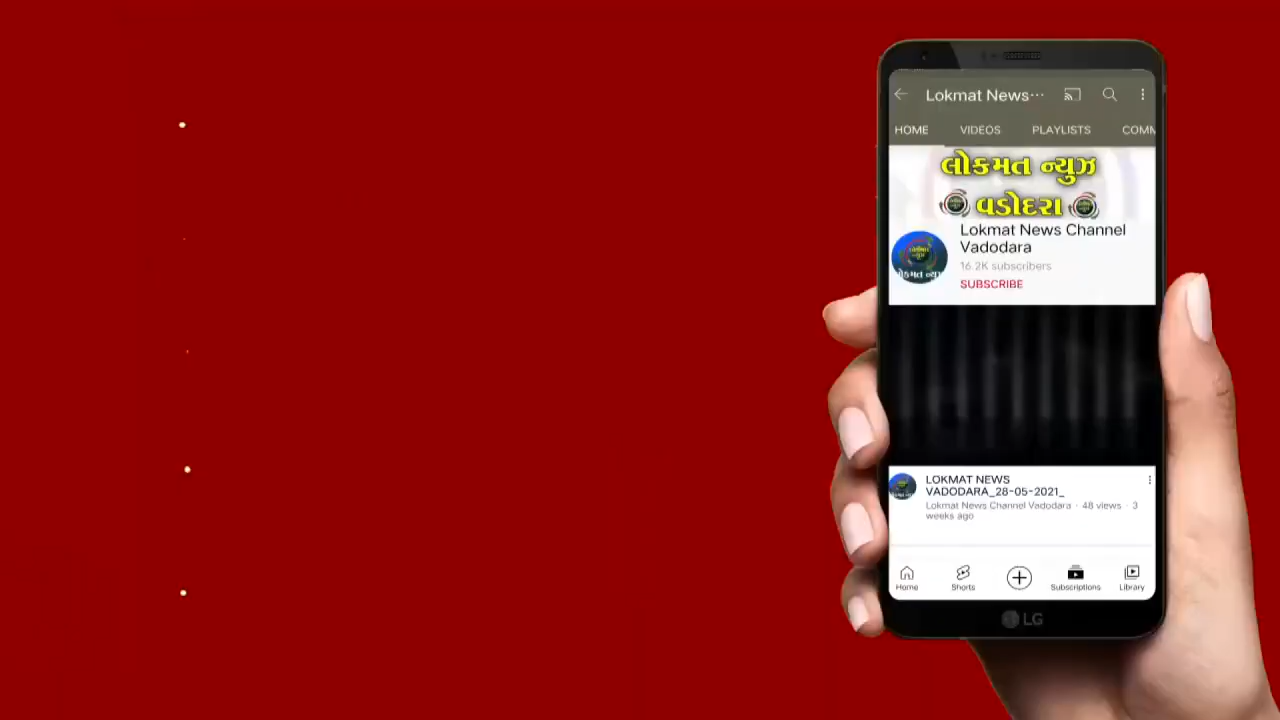 Lokmat News...
HOME VIDEOS PLAYLISTS COMM
લોકમત ન્યુઝ
વડોદરા
Lokmat News Channel
Vadodara
16.2K subscribers
SUBSCRIBE
LOKMAT NEWS
VADODARA_28-05-2021_
Lokmat News Channel Vadodara · 48 views · 3
weeks ago
Home Shorts Subscriptions Library
LG